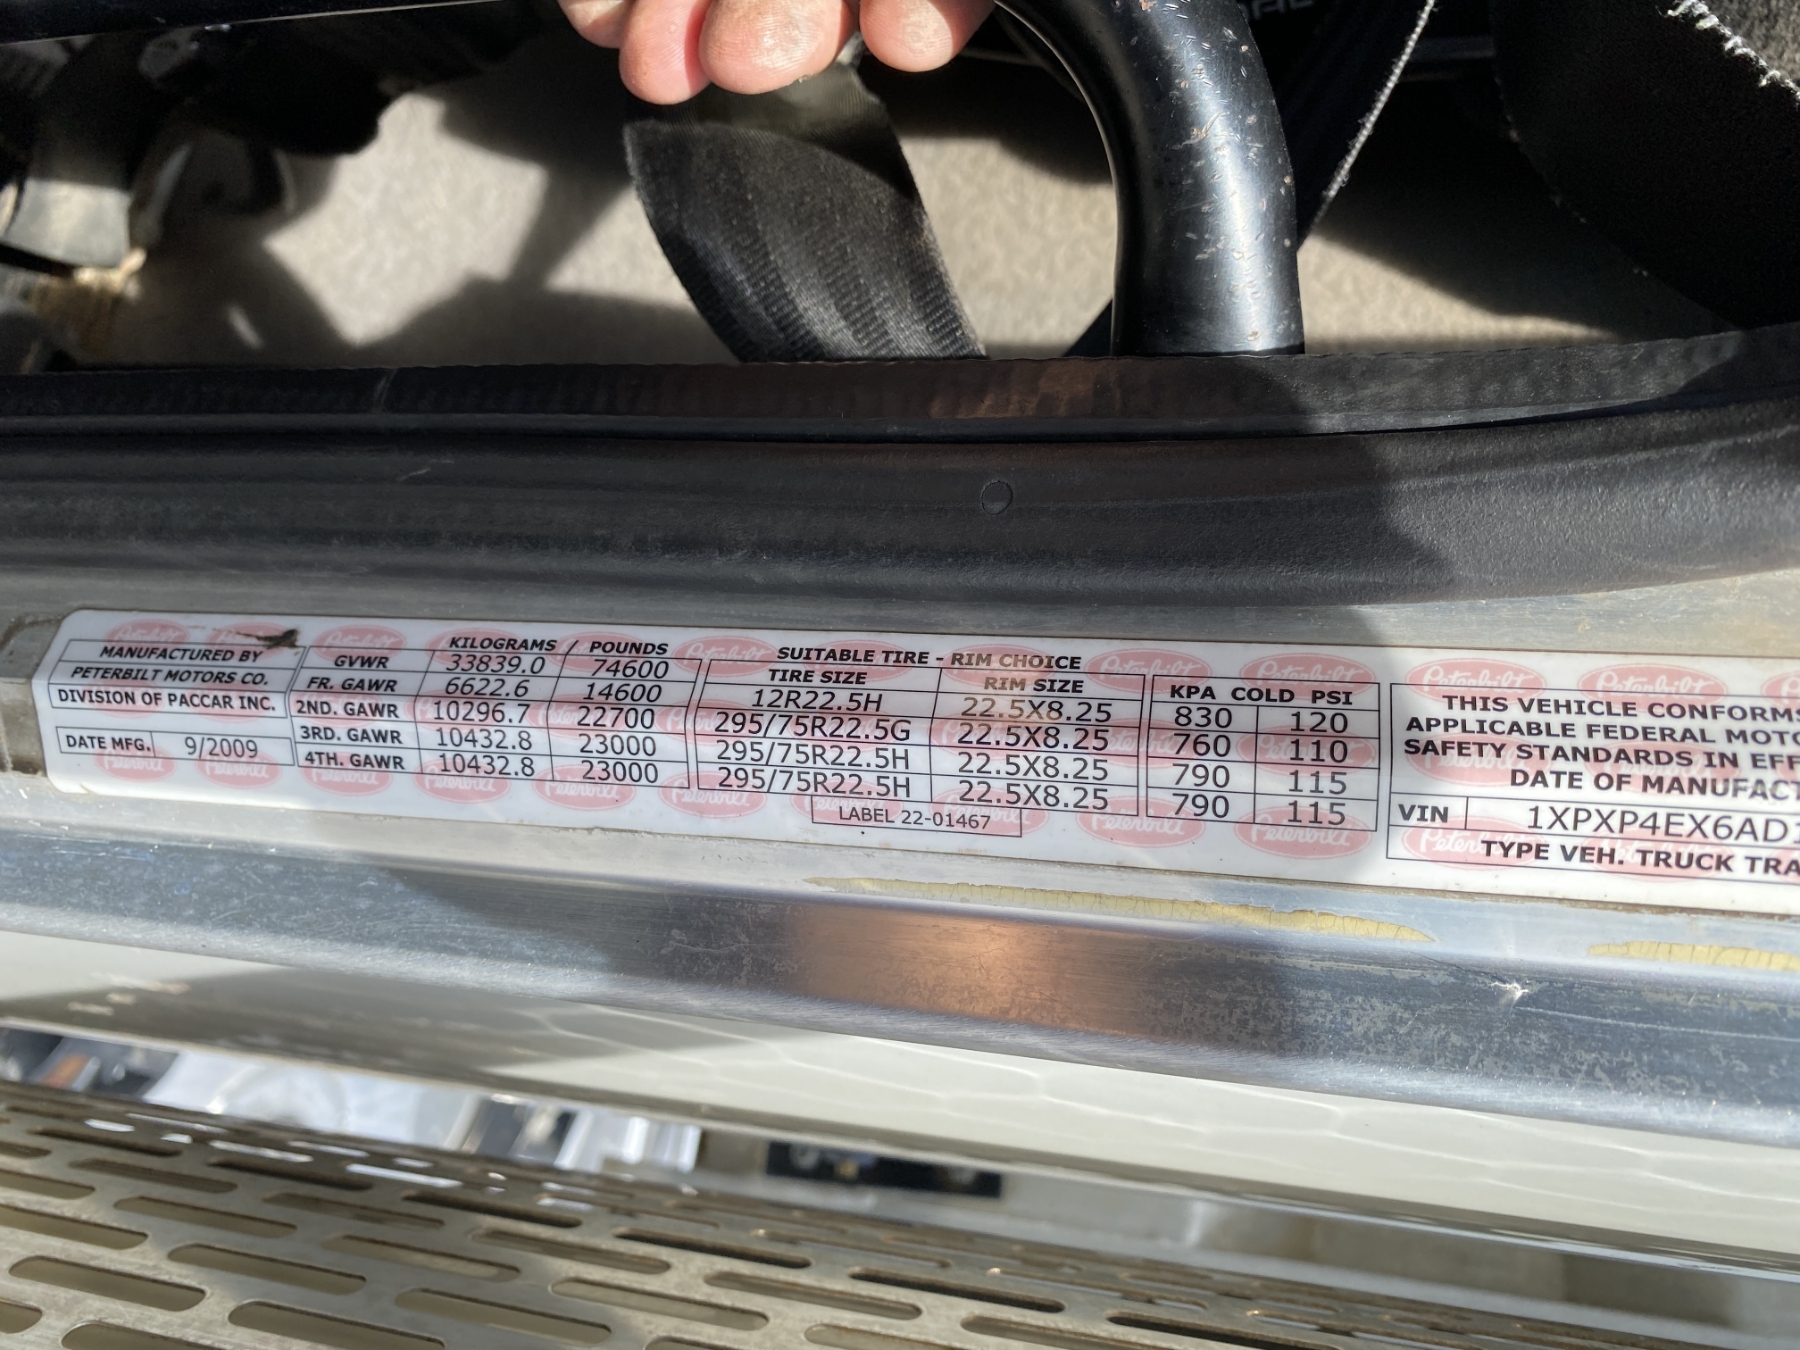 MANUFACTURED BY
PETERBILT MOTORS CO.
DIVISION OF PACCAR INC.
DATE MFG. 9/2009
KILOGRAMS / POUNDS
GVWR 33839.0 74600
FR. GAWR 6622.6 14600
2ND. GAWR 10296.7 22700
3RD. GAWR 10432.8 23000
4TH. GAWR 10432.8 23000
SUITABLE TIRE - RIM CHOICE
TIRE SIZE RIM SIZE
12R22.5H 22.5X8.25
295/75R22.5G 22.5X8.25
295/75R22.5H 22.5X8.25
295/75R22.5H 22.5X8.25
LABEL 22-01467
KPA COLD PSI
830 120
760 110
790 115
790 115
THIS VEHICLE CONFORMS
APPLICABLE FEDERAL MOTO
SAFETY STANDARDS IN EFF
DATE OF MANUFACT
VIN 1XPXP4EX6AD1
TYPE VEH. TRUCK TRA